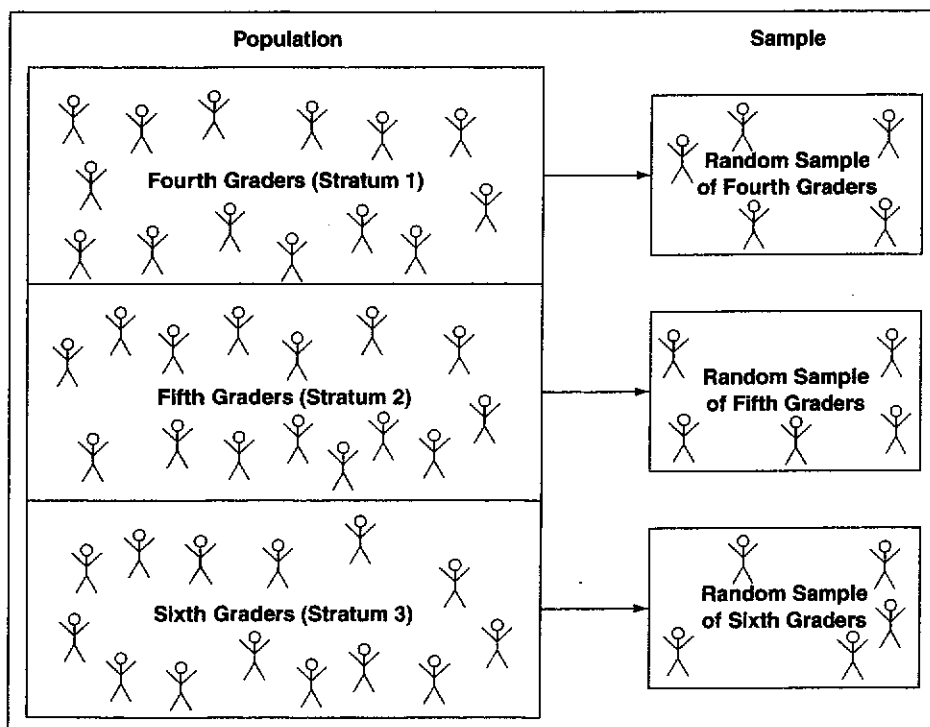 Population
Sample
Fourth Graders (Stratum 1)
Random Sample
of Fourth Graders
Fifth Graders (Stratum 2)
Random Sample
of Fifth Graders
Sixth Graders (Stratum 3)
Random Sample
of Sixth Graders